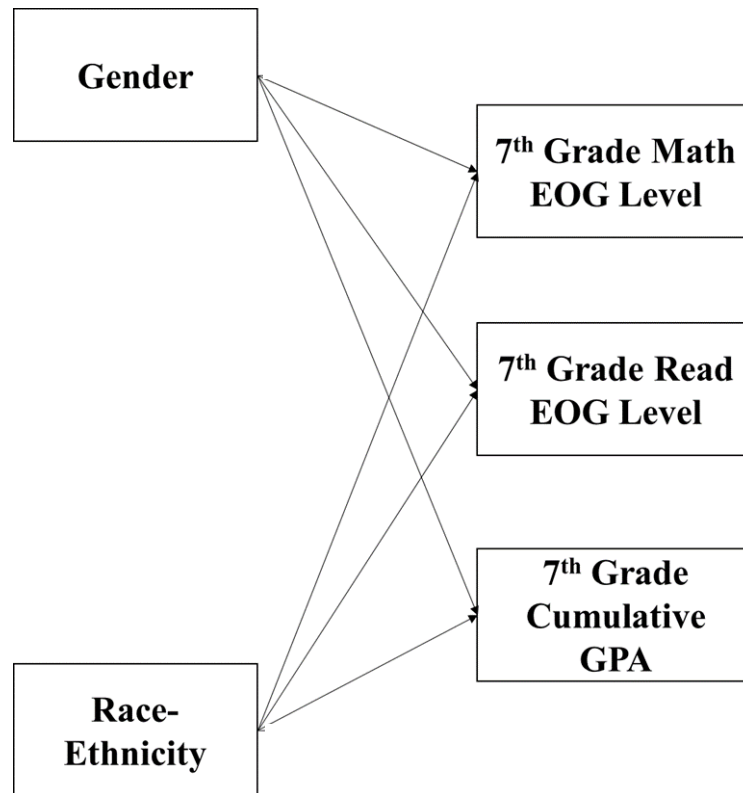 Gender
7th Grade Math
EOG Level
7th Grade Read
EOG Level
7th Grade
Cumulative
GPA
Race-
Ethnicity